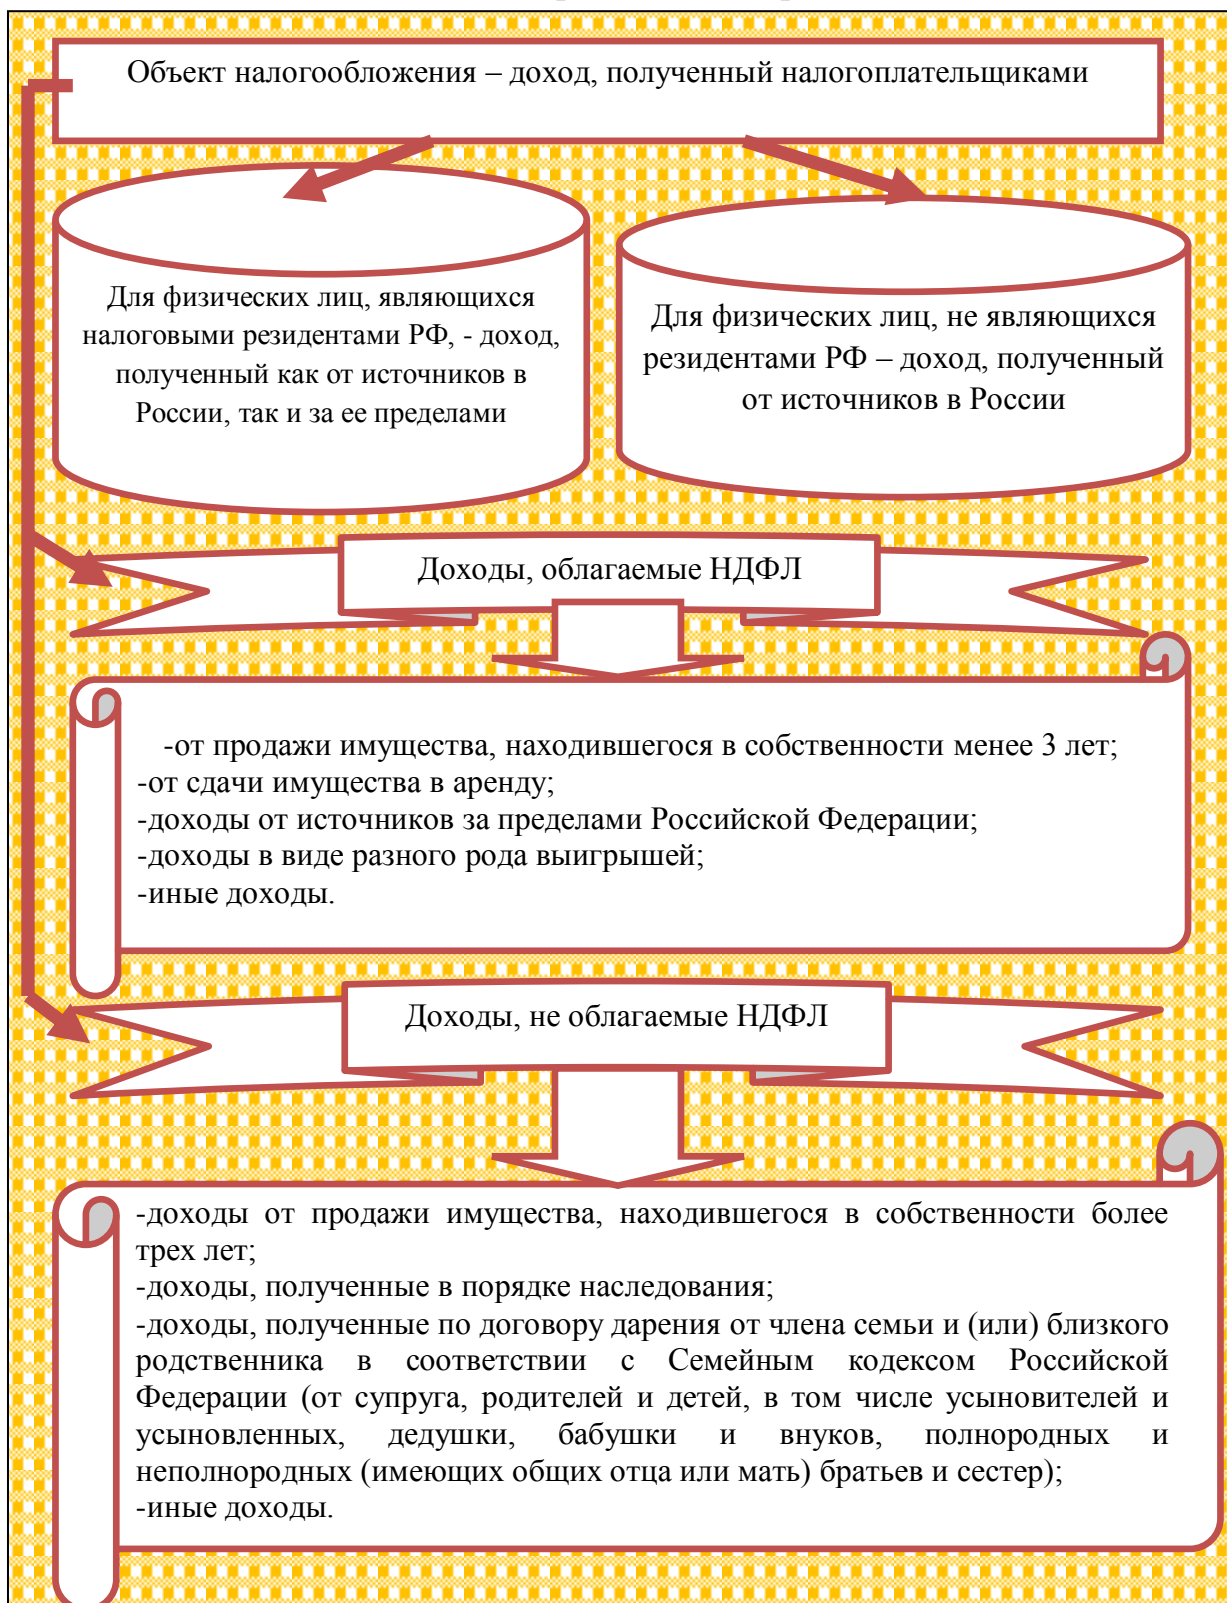 Объект налогообложения – доход, полученный налогоплательщиками
Для физических лиц, являющихся
налоговыми резидентами РФ, - доход,
полученный как от источников в
России, так и за ее пределами
Для физических лиц, не являющихся
резидентами РФ – доход, полученный
от источников в России
Доходы, облагаемые НДФЛ
-от продажи имущества, находившегося в собственности менее 3 лет;
-от сдачи имущества в аренду;
-доходы от источников за пределами Российской Федерации;
-доходы в виде разного рода выигрышей;
-иные доходы.
Доходы, не облагаемые НДФЛ
-доходы от продажи имущества, находившегося в собственности более
трех лет;
-доходы, полученные в порядке наследования;
-доходы, полученные по договору дарения от члена семьи и (или) близкого
родственника в соответствии с Семейным кодексом Российской
Федерации (от супруга, родителей и детей, в том числе усыновителей и
усыновленных, дедушки, бабушки и внуков, полнородных и
неполнородных (имеющих общих отца или мать) братьев и сестер);
-иные доходы.